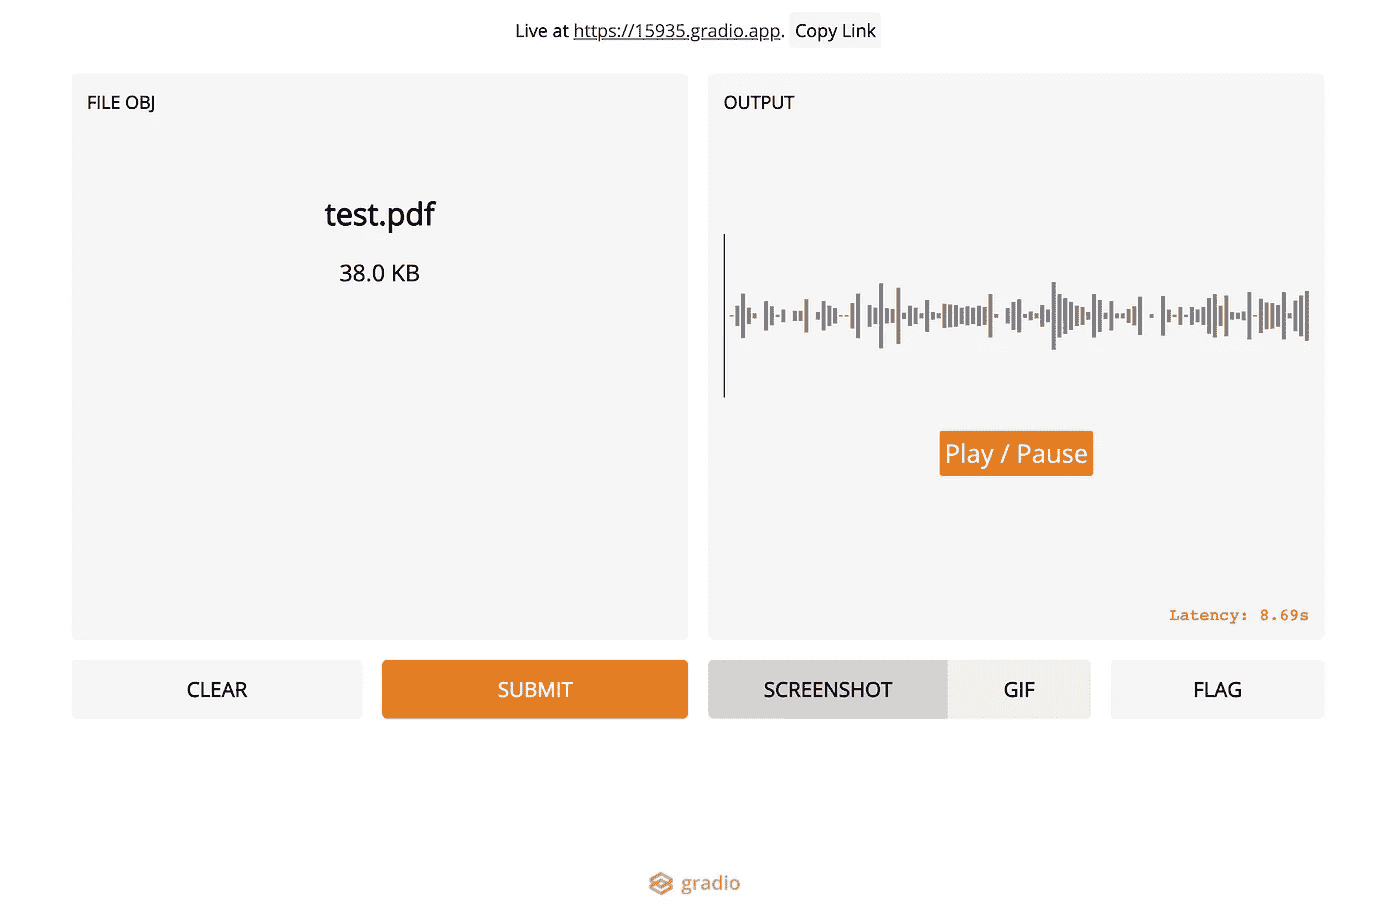 Live at https://15935.gradio.app. Copy Link
FILE OBJ
test.pdf
38.0 KB
OUTPUT
Play / Pause
Latency: 8.69s
CLEAR
SUBMIT
SCREENSHOT
GIF
FLAG
gradio